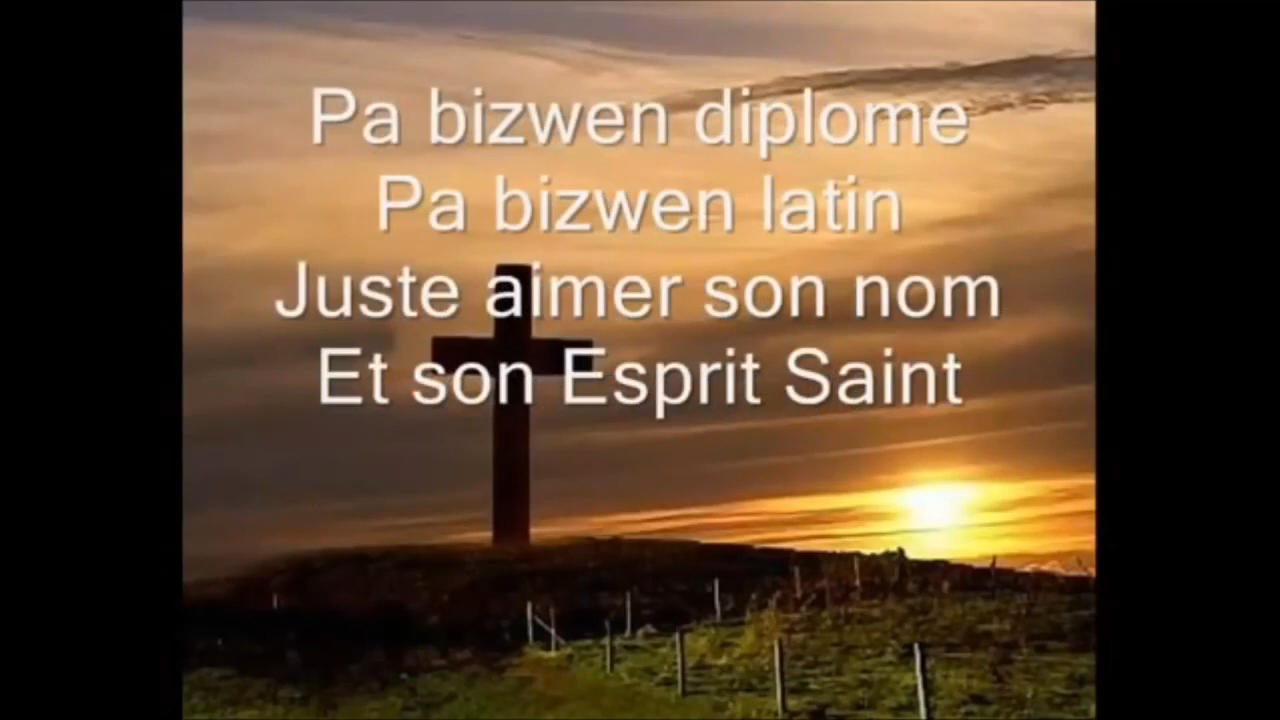 Pa bizwen diplome
Pa bizwen latin
Juste aimer son nom
Et son Esprit Saint